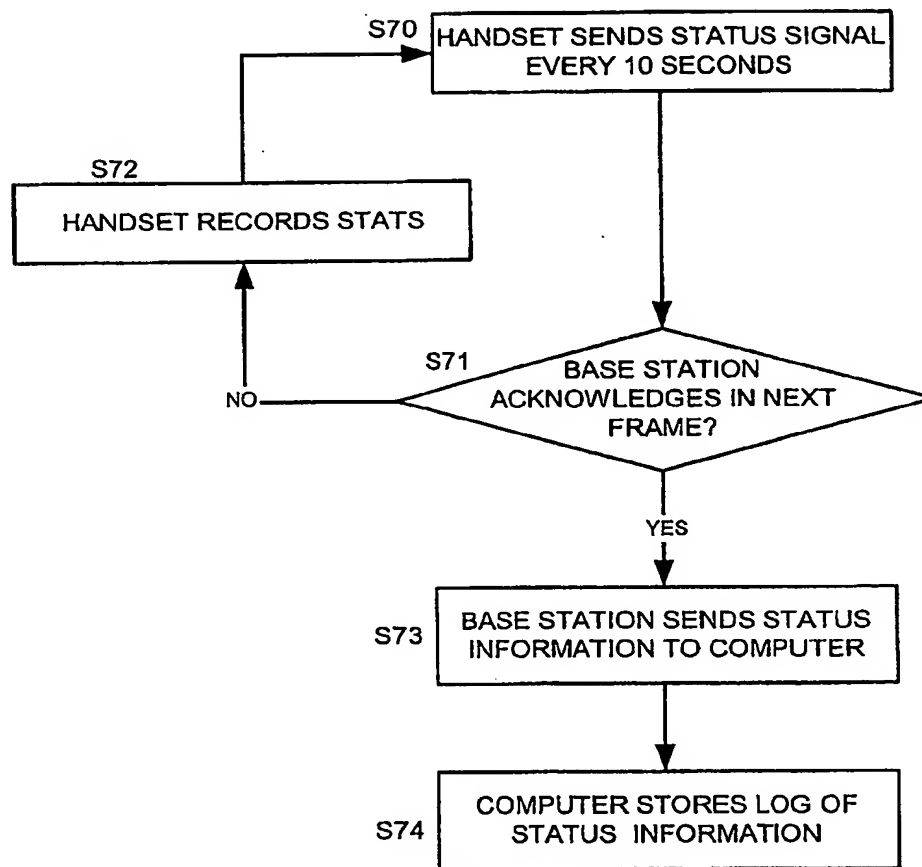 S70
HANDSET SENDS STATUS SIGNAL
EVERY 10 SECONDS
S72
HANDSET RECORDS STATS
S71
BASE STATION
ACKNOWLEDGES IN NEXT
FRAME?
NO
YES
S73
BASE STATION SENDS STATUS
INFORMATION TO COMPUTER
S74
COMPUTER STORES LOG OF
STATUS INFORMATION